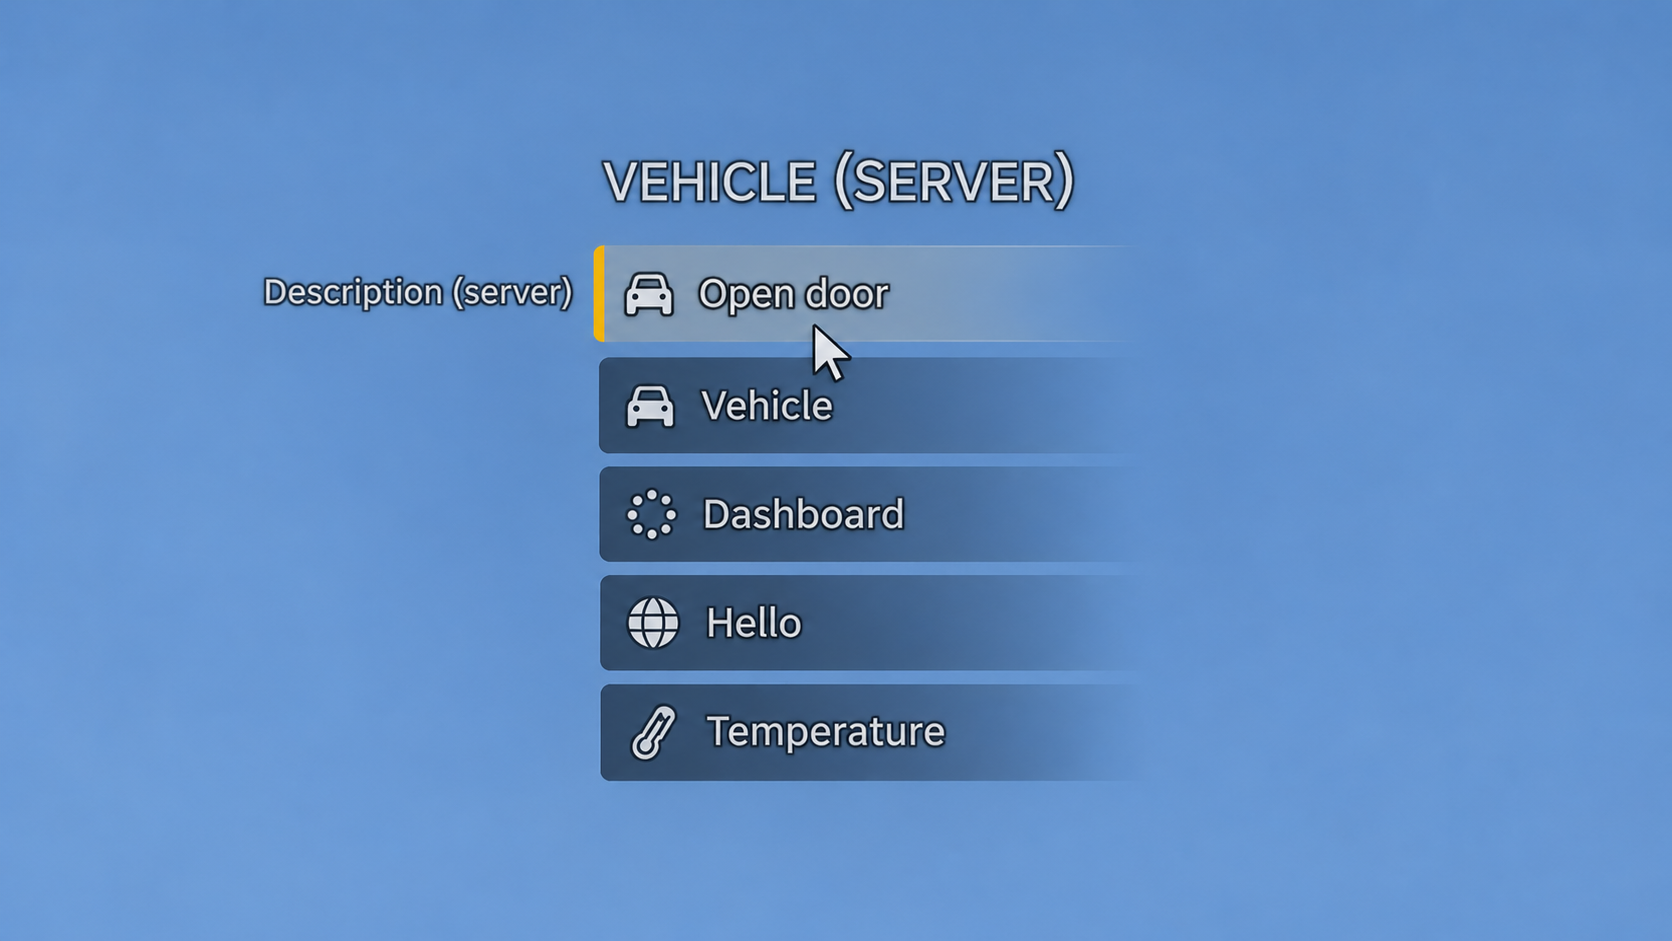 VEHICLE (SERVER)
Description (server)
Open door
Vehicle
Dashboard
Hello
Temperature